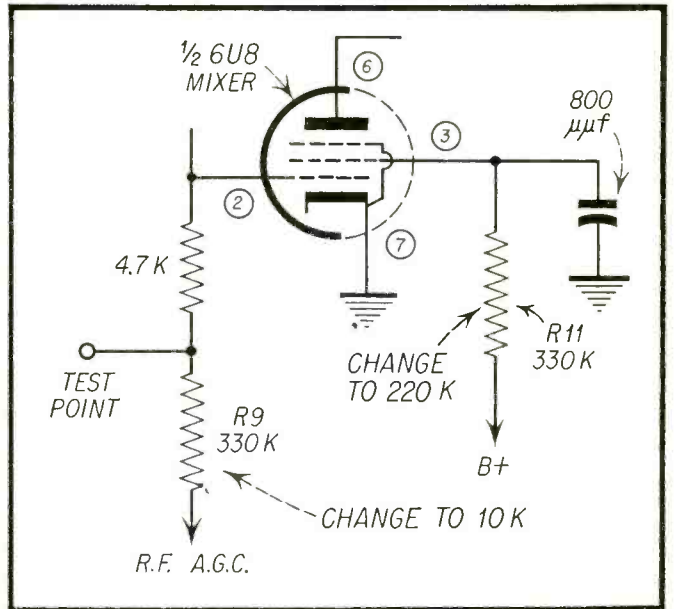 ½ 6U8
MIXER
6
800
μμf
3
2
7
4.7 K
TEST
POINT
CHANGE
TO 220 K
R11
330 K
R9
330 K
B+
CHANGE TO 10 K
R.F. A.G.C.